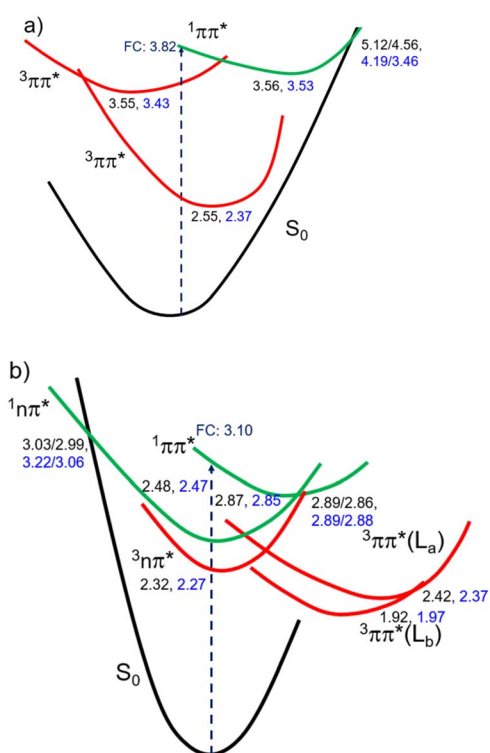 a)
¹ππ*
FC: 3.82
5.12/4.56,
4.19/3.46
³ππ*
3.55, 3.43
3.56, 3.53
³ππ*
2.55, 2.37
S₀
b)
¹nπ*
¹ππ*
FC: 3.10
3.03/2.99,
3.22/3.06
2.48, 2.47
2.87, 2.85
2.89/2.86,
2.89/2.88
³ππ*(Lₐ)
³nπ*
2.32, 2.27
2.42, 2.37
1.92, 1.97
³ππ*(L_b)
S₀